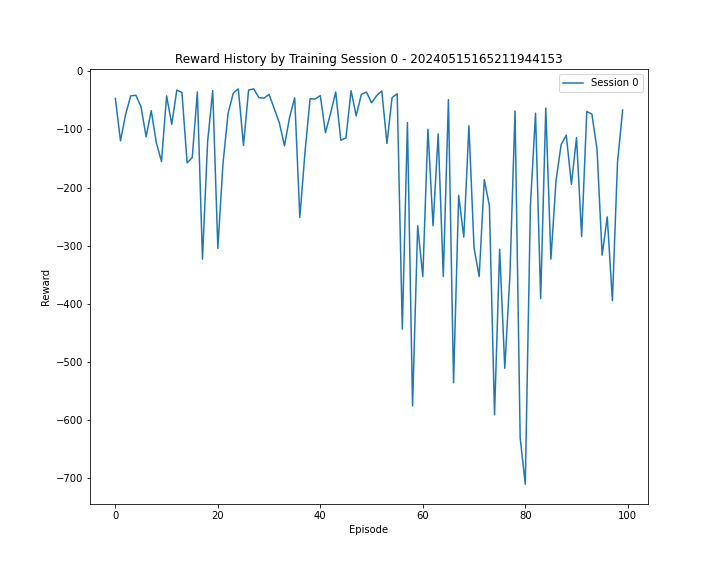 Reward History by Training Session 0 - 20240515165211944153
Session 0
0
−100
−200
−300
−400
−500
−600
−700
Reward
0 20 40 60 80 100
Episode